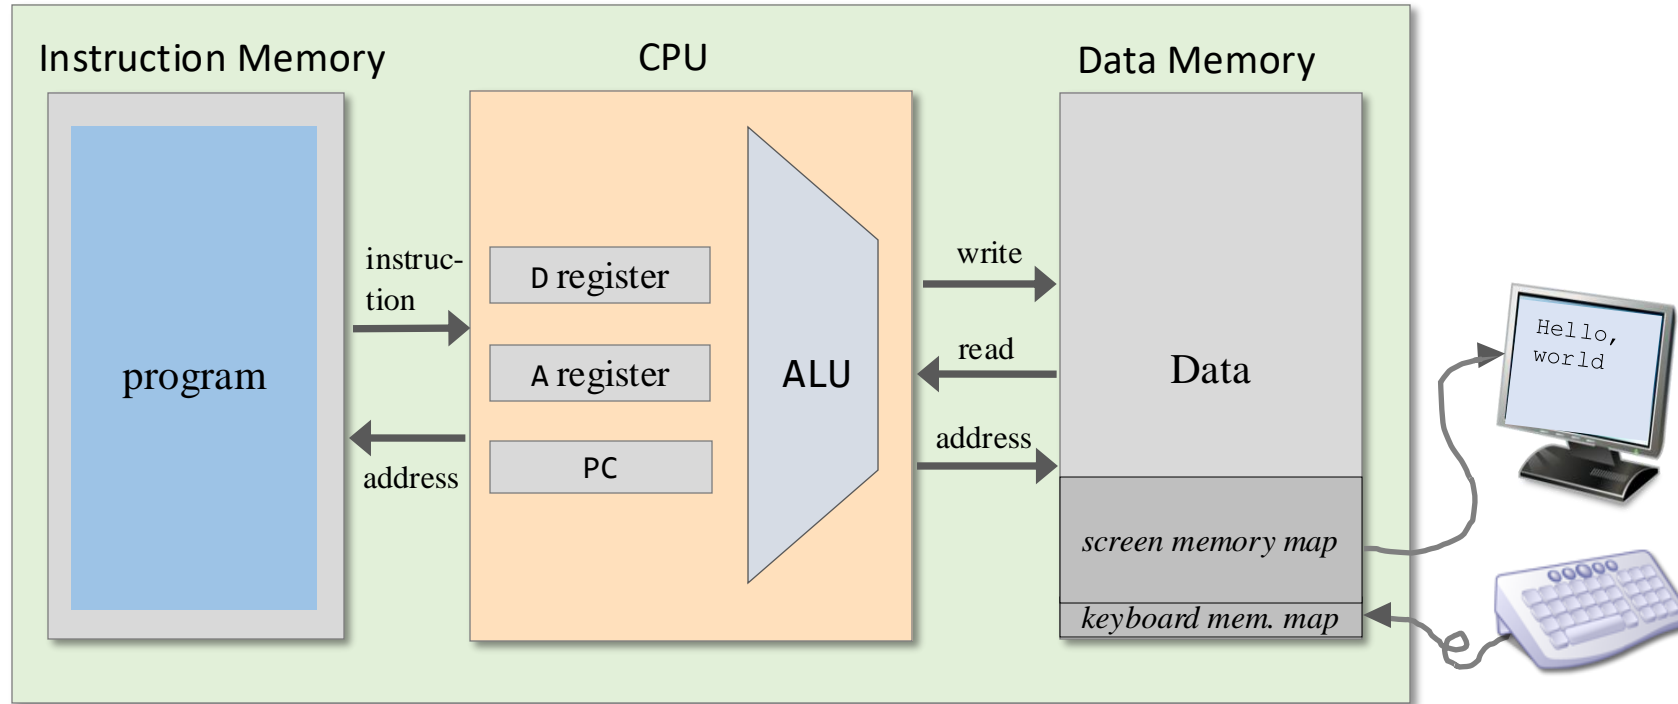 Instruction Memory
CPU
Data Memory
program
instruc-
tion
address
D register
A register
PC
ALU
write
read
address
Data
screen memory map
keyboard mem. map
Hello,
world